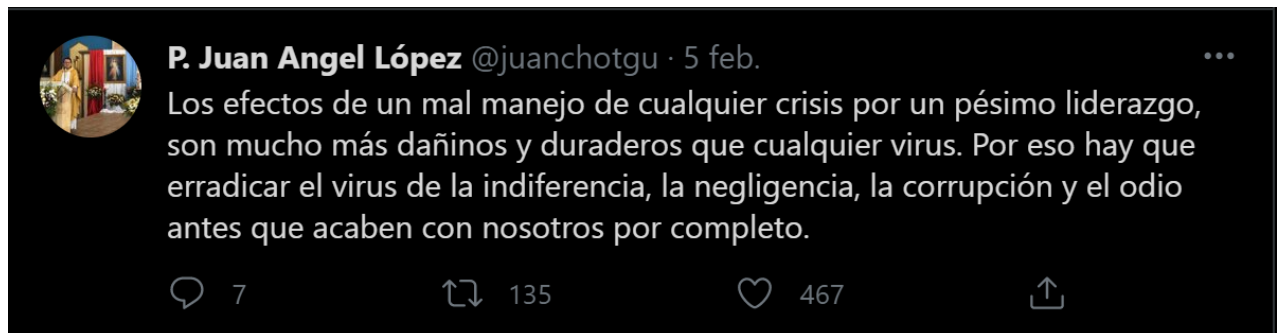 P. Juan Angel López @juanchotgu · 5 feb.
Los efectos de un mal manejo de cualquier crisis por un pésimo liderazgo,
son mucho más dañinos y duraderos que cualquier virus. Por eso hay que
erradicar el virus de la indiferencia, la negligencia, la corrupción y el odio
antes que acaben con nosotros por completo.
7 135 467